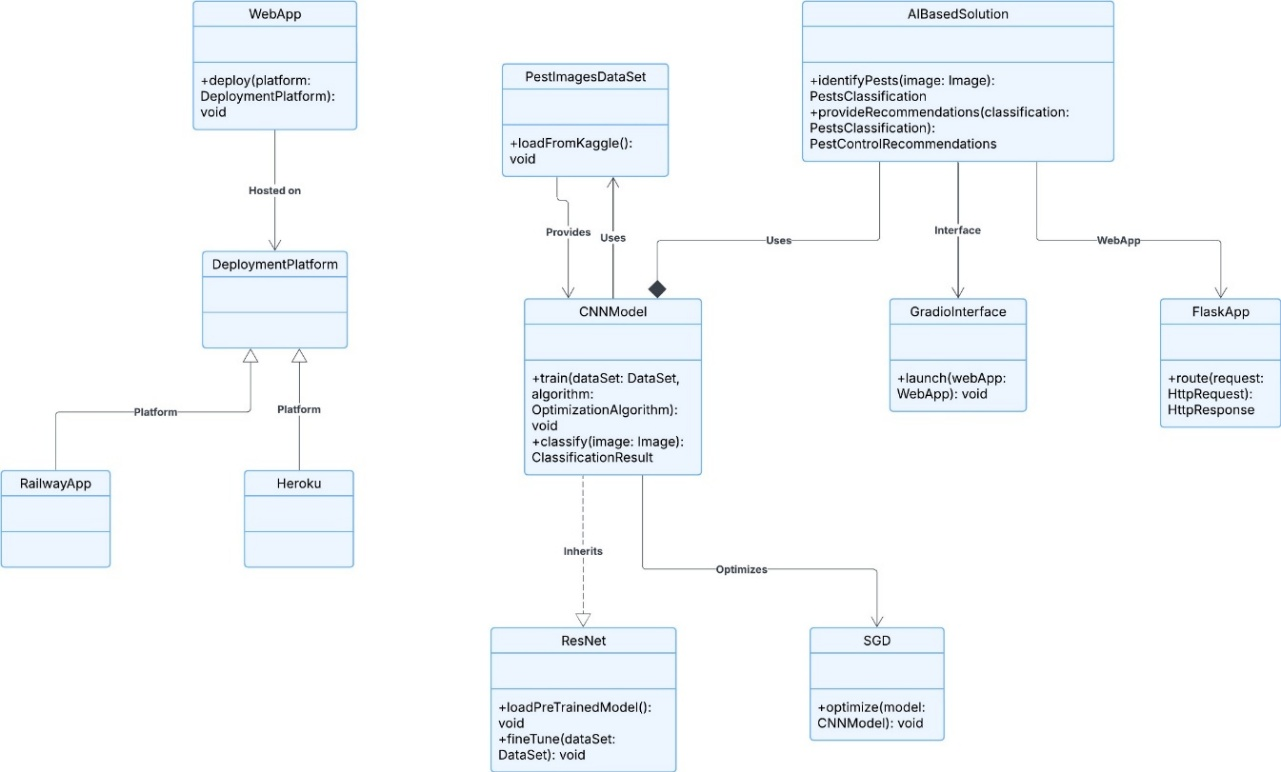 WebApp
+deploy(platform:
DeploymentPlatform):
void
AIBasedSolution
+identifyPests(image: Image):
PestsClassification
+provideRecommendations(classification:
PestsClassification):
PestControlRecommendations
PestImagesDataSet
+loadFromKaggle():
void
Hosted on
Provides
Uses
Uses
Interface
WebApp
DeploymentPlatform
CNNModel
+train(dataSet: DataSet,
algorithm:
OptimizationAlgorithm):
void
+classify(image: Image):
ClassificationResult
GradioInterface
+launch(webApp:
WebApp): void
FlaskApp
+route(request:
HttpRequest):
HttpResponse
Platform
Platform
RailwayApp
Heroku
Inherits
Optimizes
ResNet
+loadPreTrainedModel():
void
+fineTune(dataSet:
DataSet): void
SGD
+optimize(model:
CNNModel): void